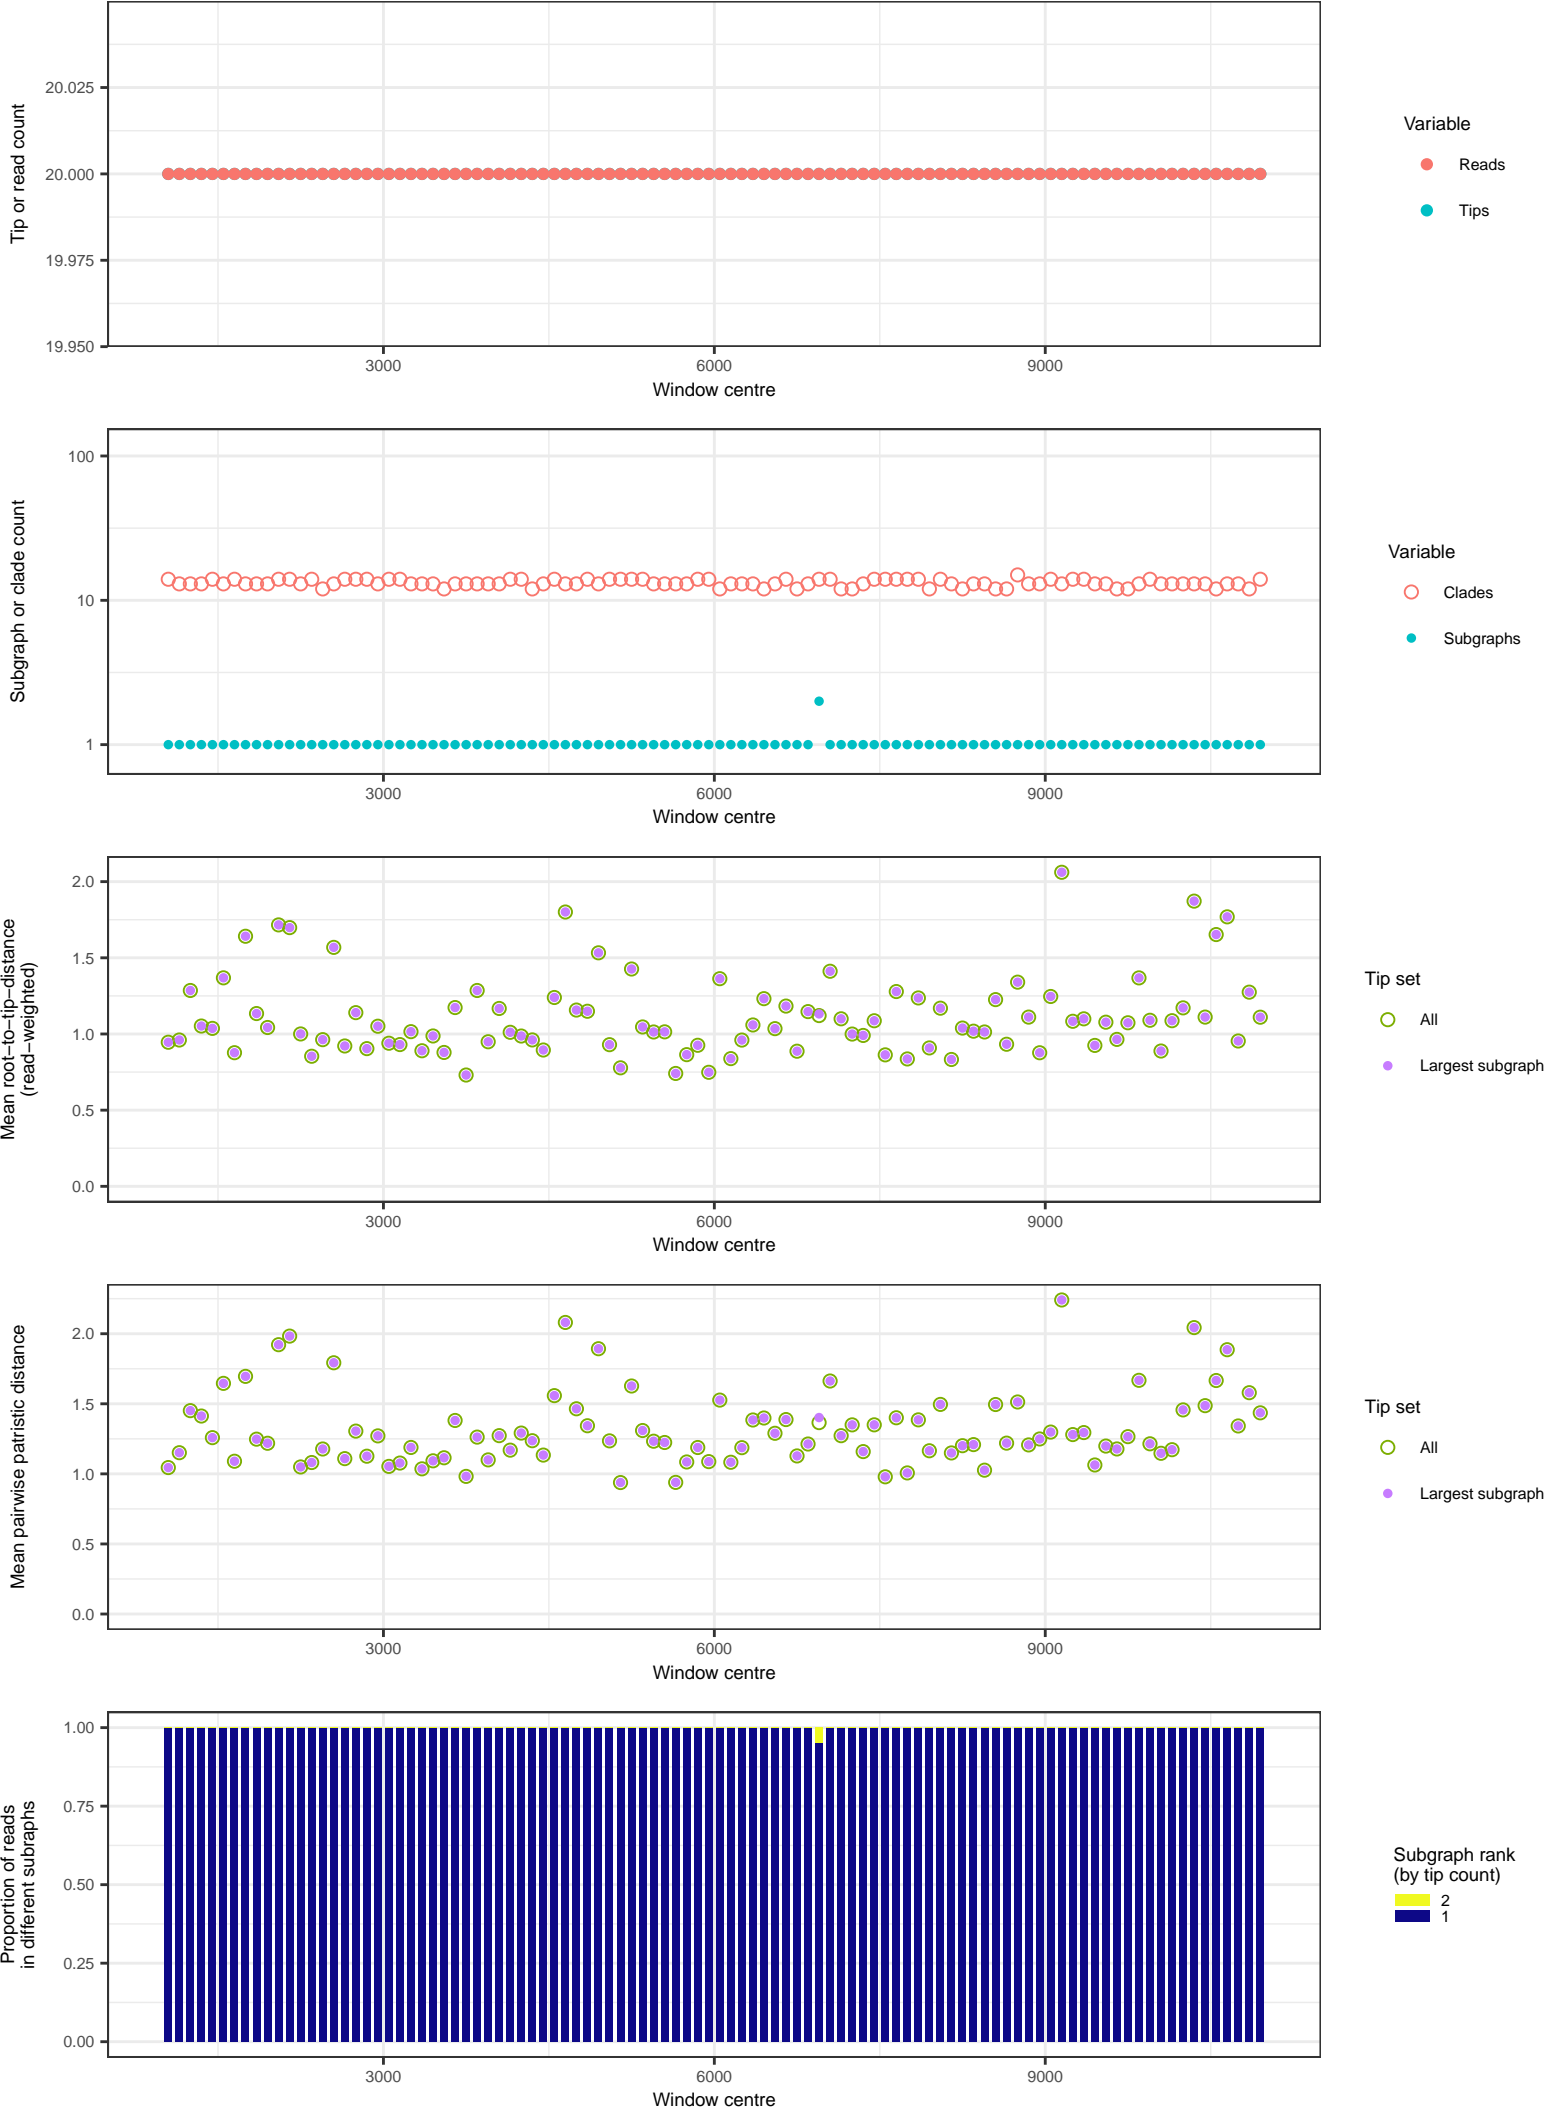 20.025
20.000
19.975
19.950
Tip or read count
3000 6000 9000
Window centre
Variable
Reads
Tips
100
10
1
Subgraph or clade count
3000 6000 9000
Window centre
Variable
Clades
Subgraphs
2.0
1.5
1.0
0.5
0.0
Mean root−to−tip−distance
(read−weighted)
3000 6000 9000
Window centre
Tip set
All
Largest subgraph
2.0
1.5
1.0
0.5
0.0
Mean pairwise patristic distance
3000 6000 9000
Window centre
Tip set
All
Largest subgraph
1.00
0.75
0.50
0.25
0.00
Proportion of reads
in different subraphs
3000 6000 9000
Window centre
Subgraph rank
(by tip count)
2
1